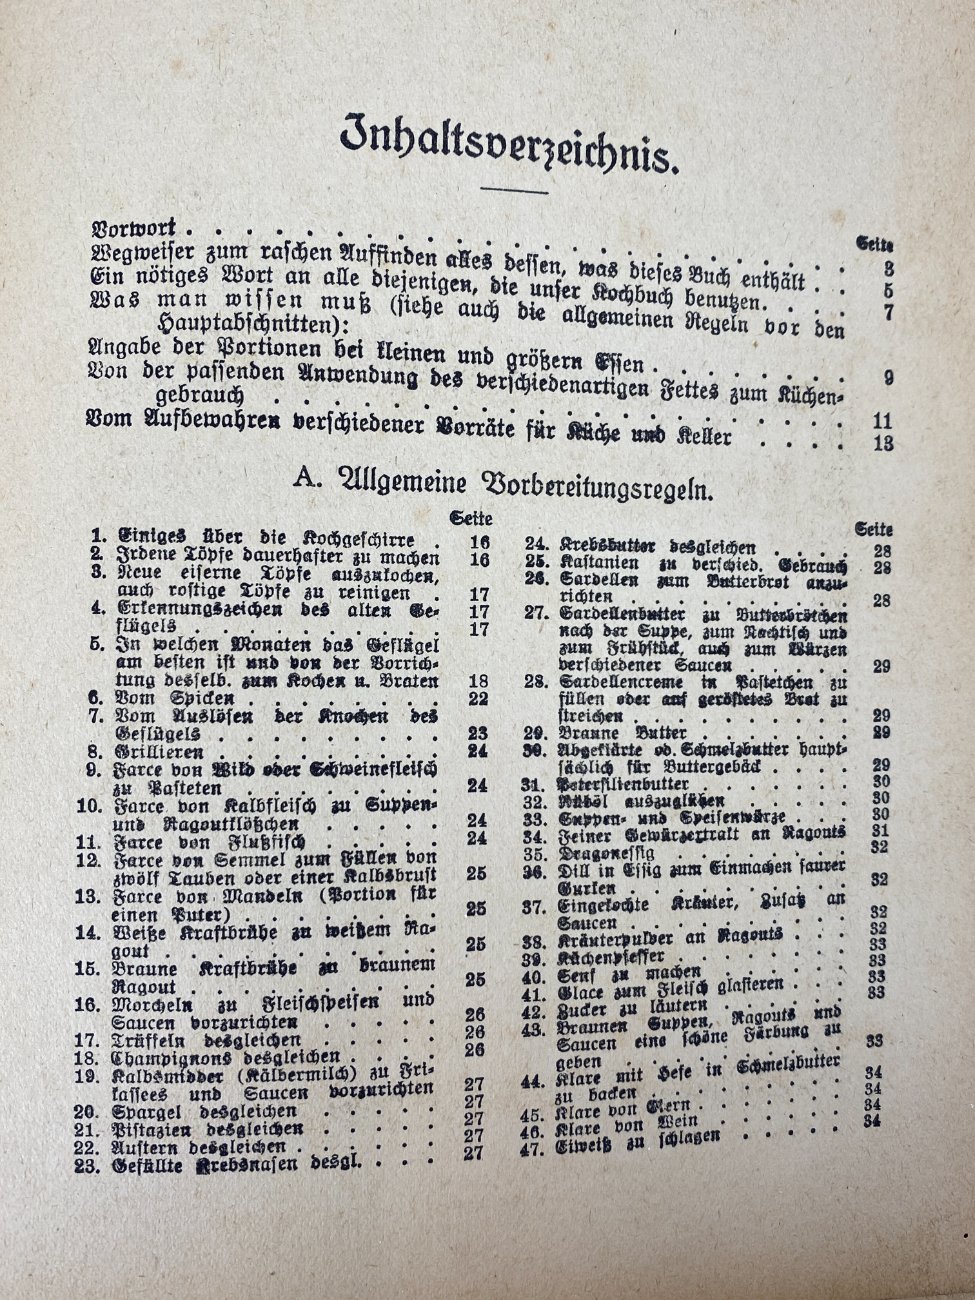 Inhaltsverzeichnis.
Seite
Vorwort . . . . . . . . . . . . . . . . . . . . . . 3
Wegweiser zum raschen Auffinden alles dessen, was dieses Buch enthält . . 5
Ein nötiges Wort an alle diejenigen, die unser Kochbuch benutzen. . . . 7
Was man wissen muß (siehe auch die allgemeinen Regeln vor den
Hauptabschnitten):
Angabe der Portionen bei kleinen und größern Essen . . . . . . . . 9
Von der passenden Anwendung des verschiedenartigen Fettes zum Küchen-
gebrauch . . . . . . . . . . . . . . . . . . . . 11
Vom Aufbewahren verschiedener Vorräte für Küche und Keller . . . . 13
A. Allgemeine Vorbereitungsregeln.
Seite
1. Einiges über die Kochgeschirre . 16
2. Irdene Töpfe dauerhafter zu machen 16
3. Neue eiserne Töpfe auszukochen,
auch rostige Töpfe zu reinigen . 17
4. Erkennungszeichen des alten Ge- 17
flügels . . . . . . . . . . 17
5. In welchen Monaten das Geflügel
am besten ist und von der Vorrich-
tung desselb. zum Kochen u. Braten 18
6. Vom Spicken . . . . . . . . 22
7. Vom Auslösen der Knochen des
Geflügels . . . . . . . . . 23
8. Grillieren . . . . . . . . . 24
9. Farce von Wild oder Schweinefleisch
zu Pasteten . . . . . . . . 24
10. Farce von Kalbfleisch zu Suppen-
und Ragoutklößchen . . . . . 24
11. Farce von Flußfisch . . . . . 24
12. Farce von Semmel zum Füllen von
zwölf Tauben oder einer Kalbsbrust 25
13. Farce von Mandeln (Portion für
einen Puter) . . . . . . . . 25
14. Weiße Kraftbrühe zu weißem Ra-
gout . . . . . . . . . . . 25
15. Braune Kraftbrühe zu braunem
Ragout . . . . . . . . . . 25
16. Morcheln zu Fleischspeisen und
Saucen vorzurichten . . . . . 26
17. Trüffeln desgleichen . . . . . 26
18. Champignons desgleichen . . . . 26
19. Kalbsmidder (Kälbermilch) zu Fri-
kassees und Saucen vorzurichten 27
20. Spargel desgleichen . . . . . 27
21. Pistazien desgleichen . . . . . 27
22. Austern desgleichen . . . . . . 27
23. Gefüllte Krebsnasen desgl. . . . 27
Seite
24. Krebsbutter desgleichen . . . . 28
25. Kastanien zu verschied. Gebrauch 28
26. Sardellen zum Butterbrot anzu-
richten . . . . . . . . . . 28
27. Sardellenbutter zu Butterbrötchen
nach der Suppe, zum Nachtisch und
zum Frühstück, auch zum Würzen
verschiedener Saucen . . . . . 29
28. Sardellencreme in Pastetchen zu
füllen oder auf geröstetes Brot zu
streichen . . . . . . . . . 29
29. Braune Butter . . . . . . . 29
30. Abgeklärte od. Schmelzbutter haupt-
sächlich für Buttergebäck . . . . 29
31. Petersilienbutter . . . . . . . 30
32. Rüböl auszuglühen . . . . . 30
33. Suppen- und Speisenwürze . . . 30
34. Feiner Gewürzextrakt an Ragouts 31
35. Dragonessig . . . . . . . . 32
36. Dill in Essig zum Einmachen saurer
Gurken . . . . . . . . . . 32
37. Eingekochte Kräuter, Zusatz an
Saucen . . . . . . . . . . 32
38. Kräuterpulver an Ragouts . . . 32
39. Küchenpfeffer . . . . . . . . 33
40. Senf zu machen . . . . . . 33
41. Glace zum Fleisch glasieren . . . 33
42. Zucker zu läutern . . . . . . 33
43. Braunen Suppen, Ragouts und
Saucen eine schöne Färbung zu
geben . . . . . . . . . . 33
44. Klare mit Hefe in Schmelzbutter
zu backen . . . . . . . . . 34
45. Klare von Eiern . . . . . . . 34
46. Klare von Wein . . . . . . 34
47. Eiweiß zu schlagen . . . . . 34